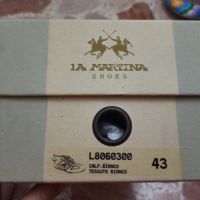 LA MARTINA
SHOES
L8060300
CALF-BIANCO
TESSUTO BIANCO
43